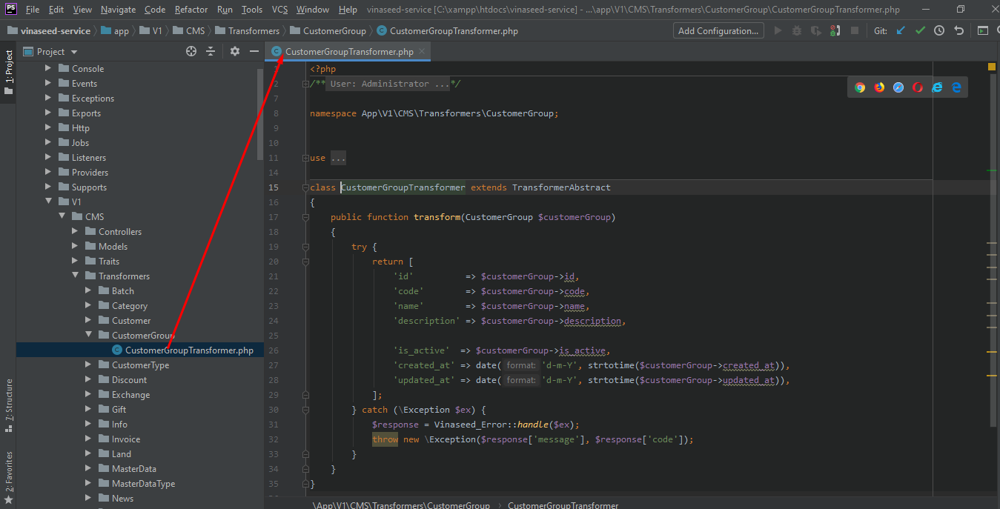 PS File Edit View Navigate Code Refactor Run Tools VCS Window Help vinaseed-service [C:\xampp\htdocs\vinaseed-service] - ...\app\V1\CMS\Transformers\CustomerGroup\CustomerGroupTransformer.php
vinaseed-service app V1 CMS Transformers CustomerGroup CustomerGroupTransformer.php Add Configuration... Git:
1: Project
7: Structure
2: Favorites
Project
Console
Events
Exceptions
Exports
Http
Jobs
Listeners
Providers
Supports
V1
CMS
Controllers
Models
Traits
Transformers
Batch
Category
Customer
CustomerGroup
CustomerGroupTransformer.php
CustomerType
Discount
Exchange
Gift
Info
Invoice
Land
MasterData
MasterDataType
News
CustomerGroupTransformer.php
1 <?php
2 /** User: Administrator ...*/
7
8 namespace App\V1\CMS\Transformers\CustomerGroup;
9
10
11 use ...
14
15 class CustomerGroupTransformer extends TransformerAbstract
16 {
17 public function transform(CustomerGroup $customerGroup)
18 {
19 try {
20 return [
21 'id' => $customerGroup->id,
22 'code' => $customerGroup->code,
23 'name' => $customerGroup->name,
24 'description' => $customerGroup->description,
25
26 'is_active' => $customerGroup->is_active,
27 'created_at' => date( format: 'd-m-Y', strtotime($customerGroup->created_at)),
28 'updated_at' => date( format: 'd-m-Y', strtotime($customerGroup->updated_at)),
29 ];
30 } catch (\Exception $ex) {
31 $response = Vinaseed_Error::handle($ex);
32 throw new \Exception($response['message'], $response['code']);
33 }
34 }
35 }
\App\V1\CMS\Transformers\CustomerGroup › CustomerGroupTransformer